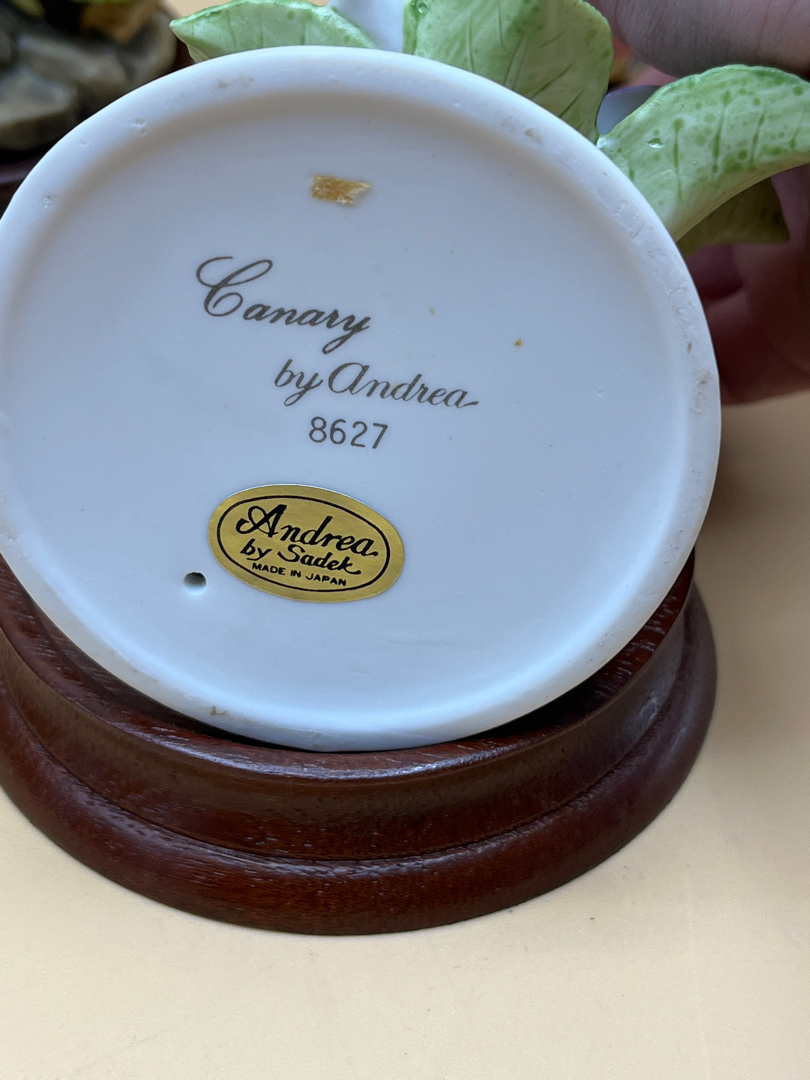 Canary
by Andrea
8627
Andrea
by Sadek
MADE IN JAPAN